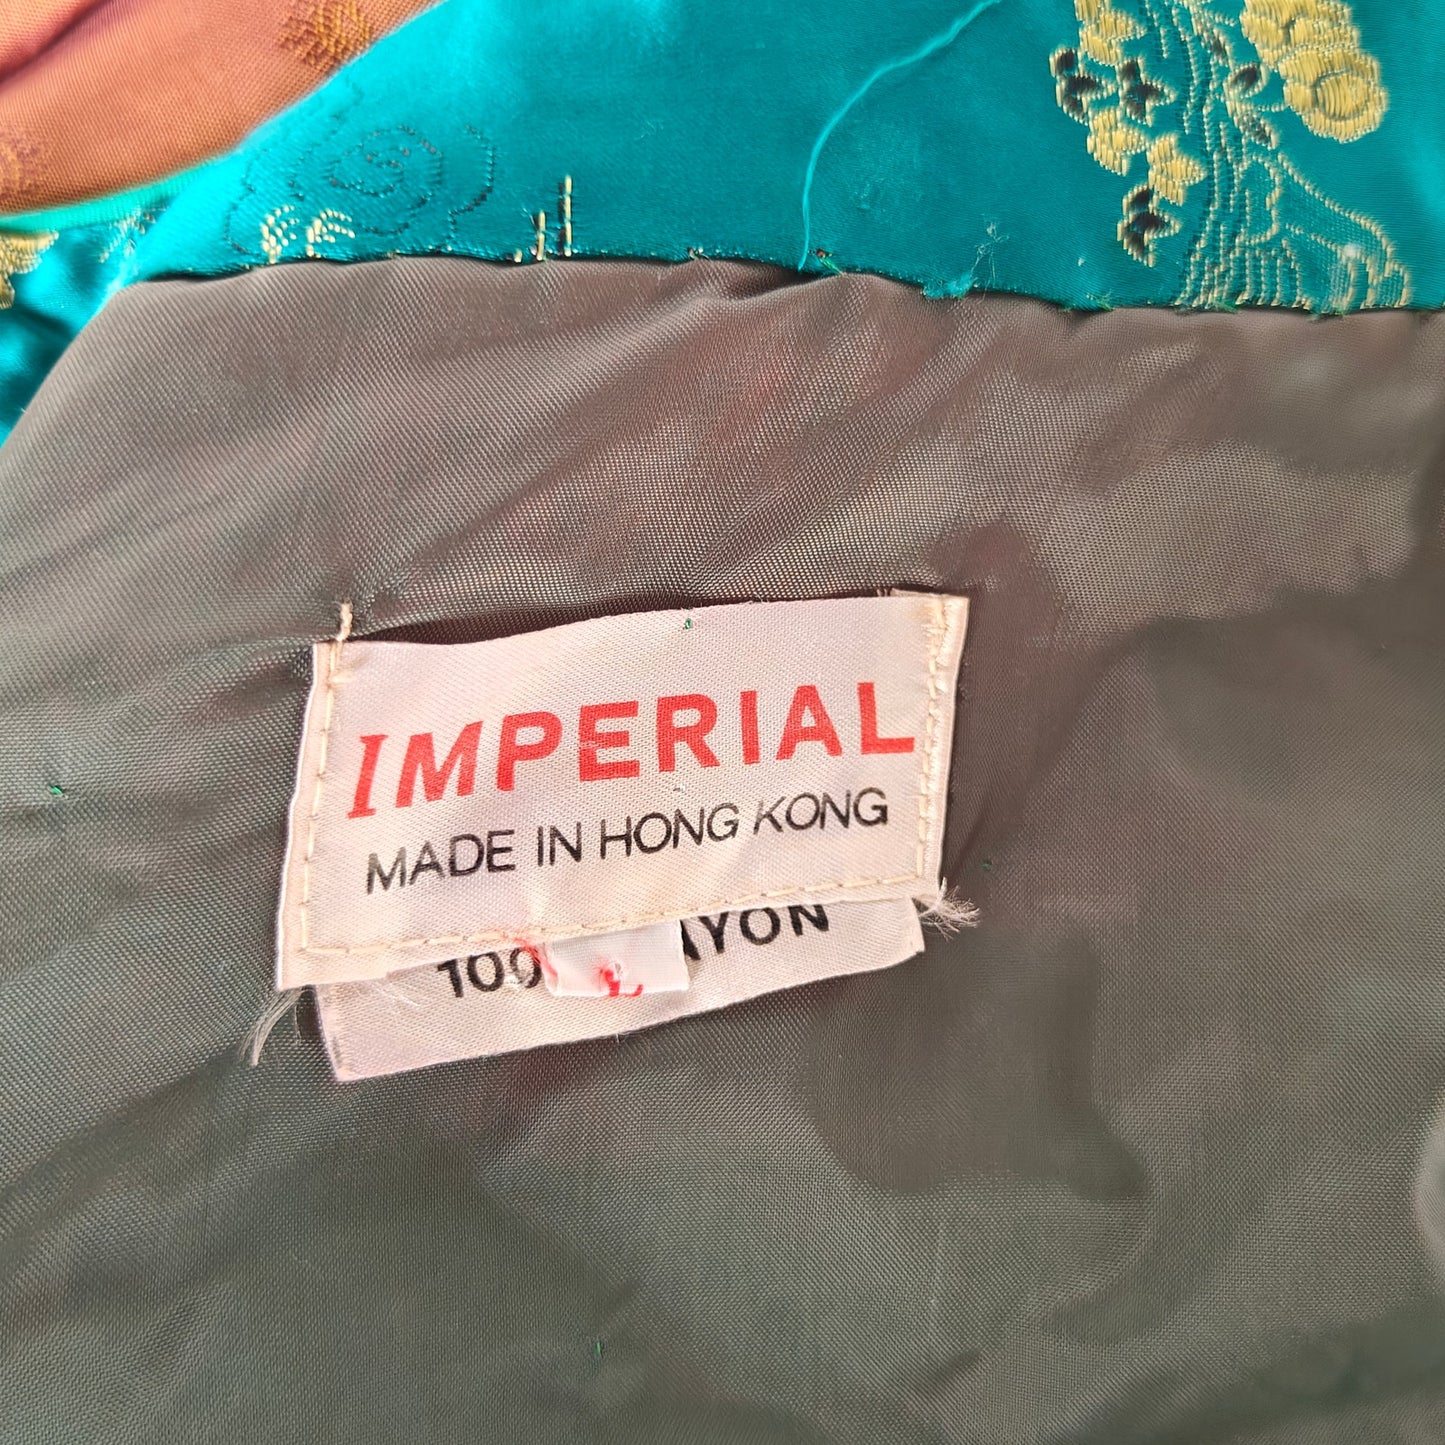 IMPERIAL
MADE IN HONG KONG
100 AYON
L